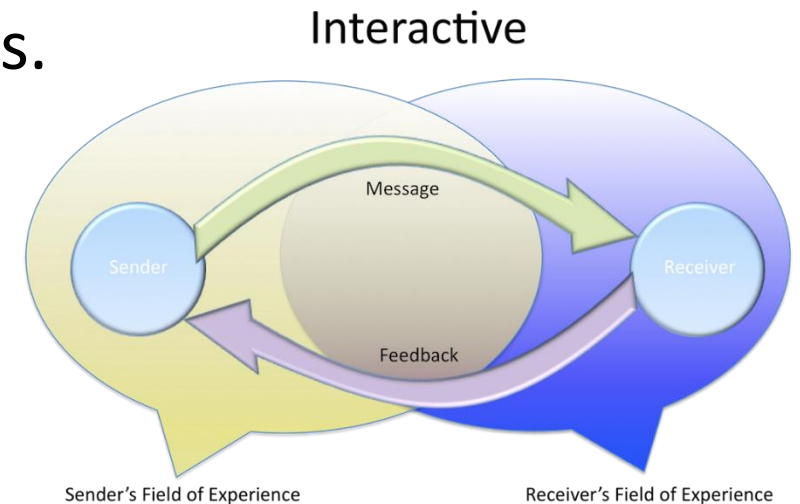 Interactive
s.
Message
Sender
Receiver
Feedback
Sender's Field of Experience
Receiver's Field of Experience